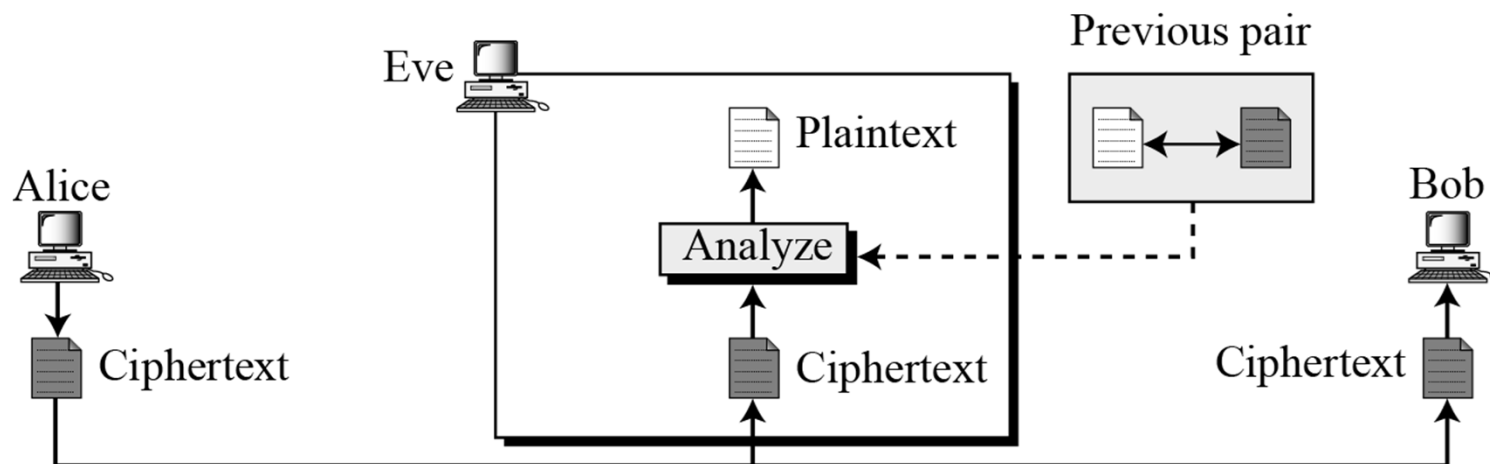 Previous pair
Eve
Plaintext
Alice
Bob
Analyze
Ciphertext
Ciphertext
Ciphertext